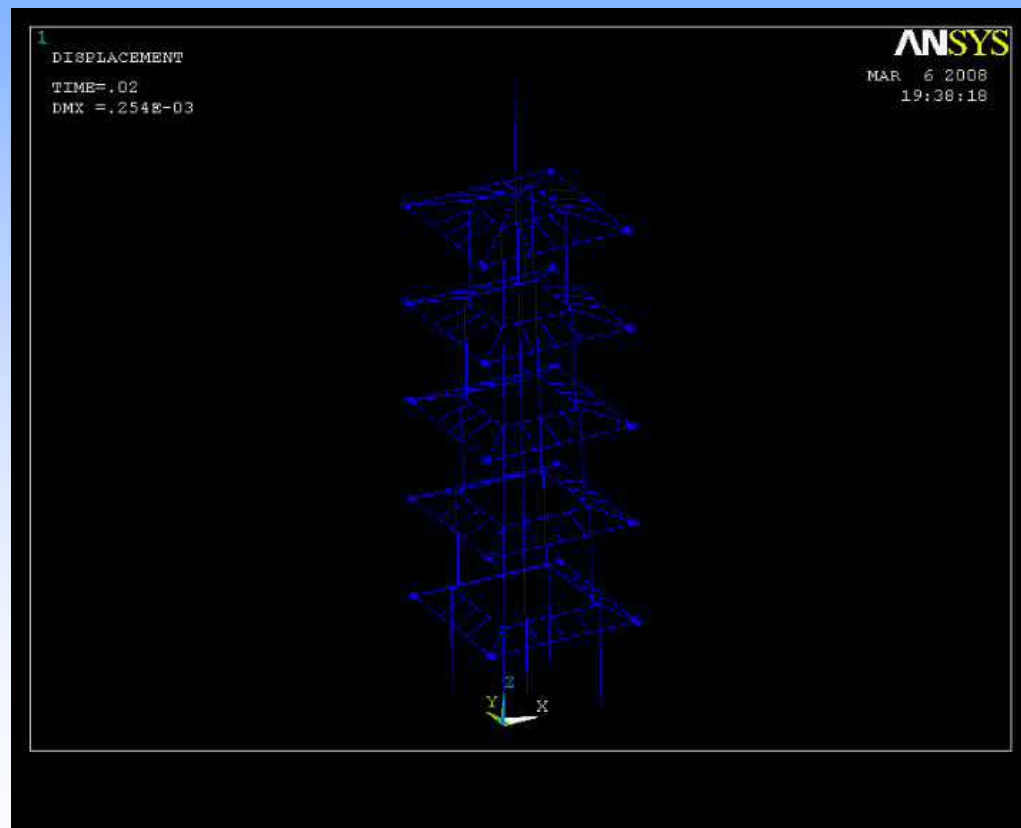 1
DISPLACEMENT
TIME=.02
DMX =.254E-03
ANSYS
MAR 6 2008
19:38:18
Z
Y
X